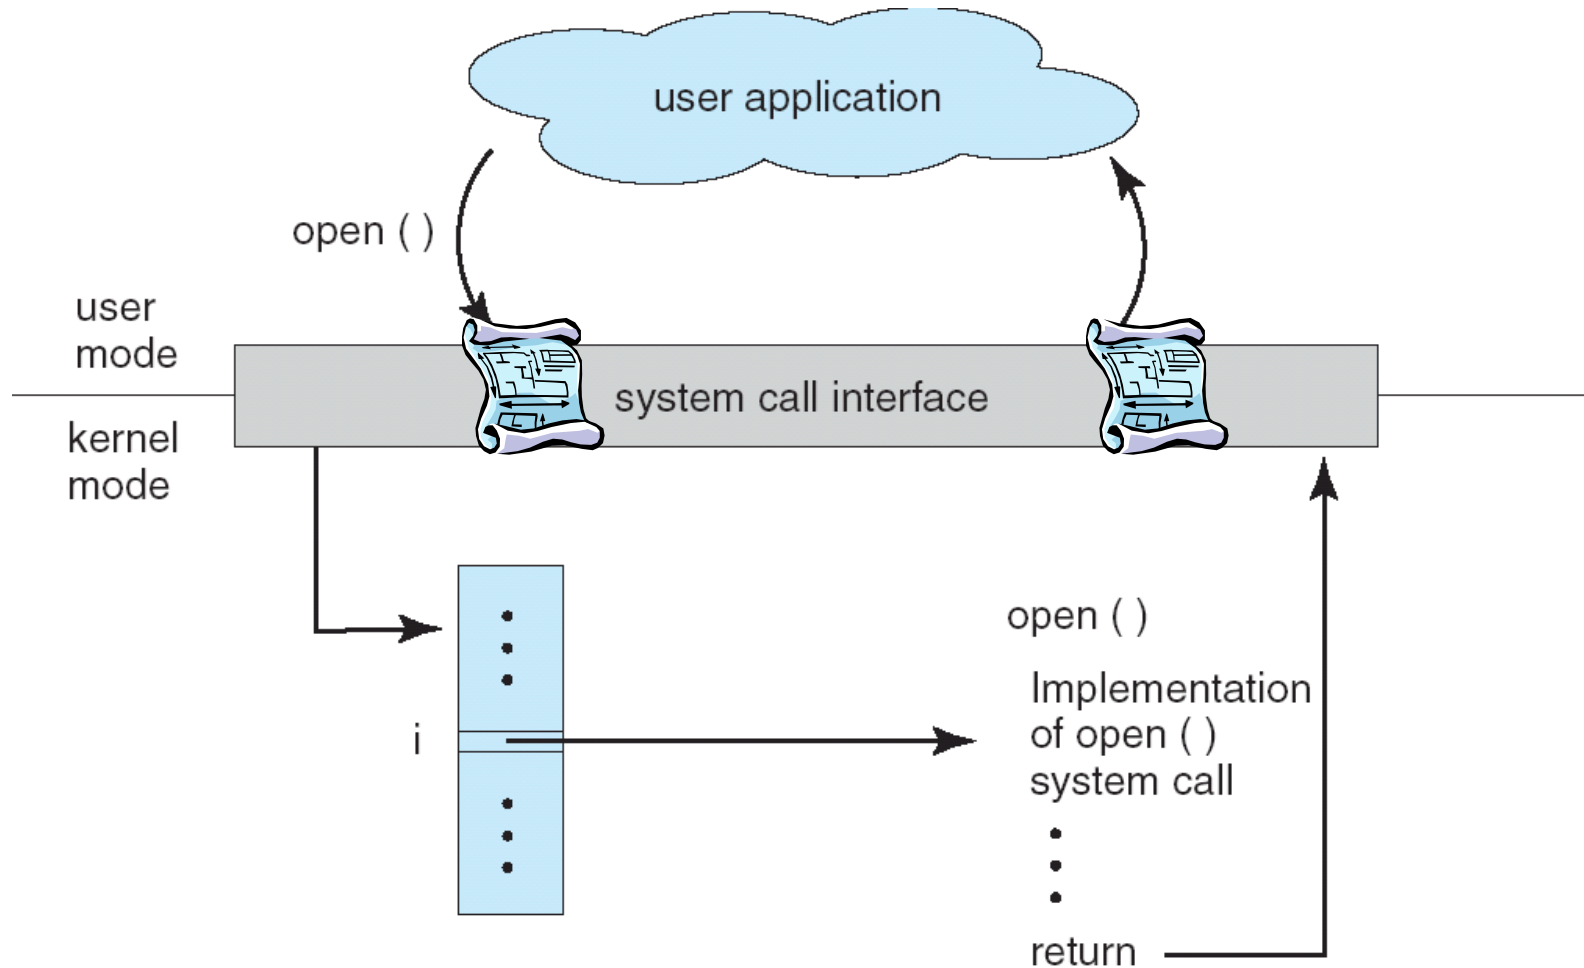 user application
open ( )
user
mode
system call interface
kernel
mode
open ( )
Implementation
of open ( )
system call
i
return